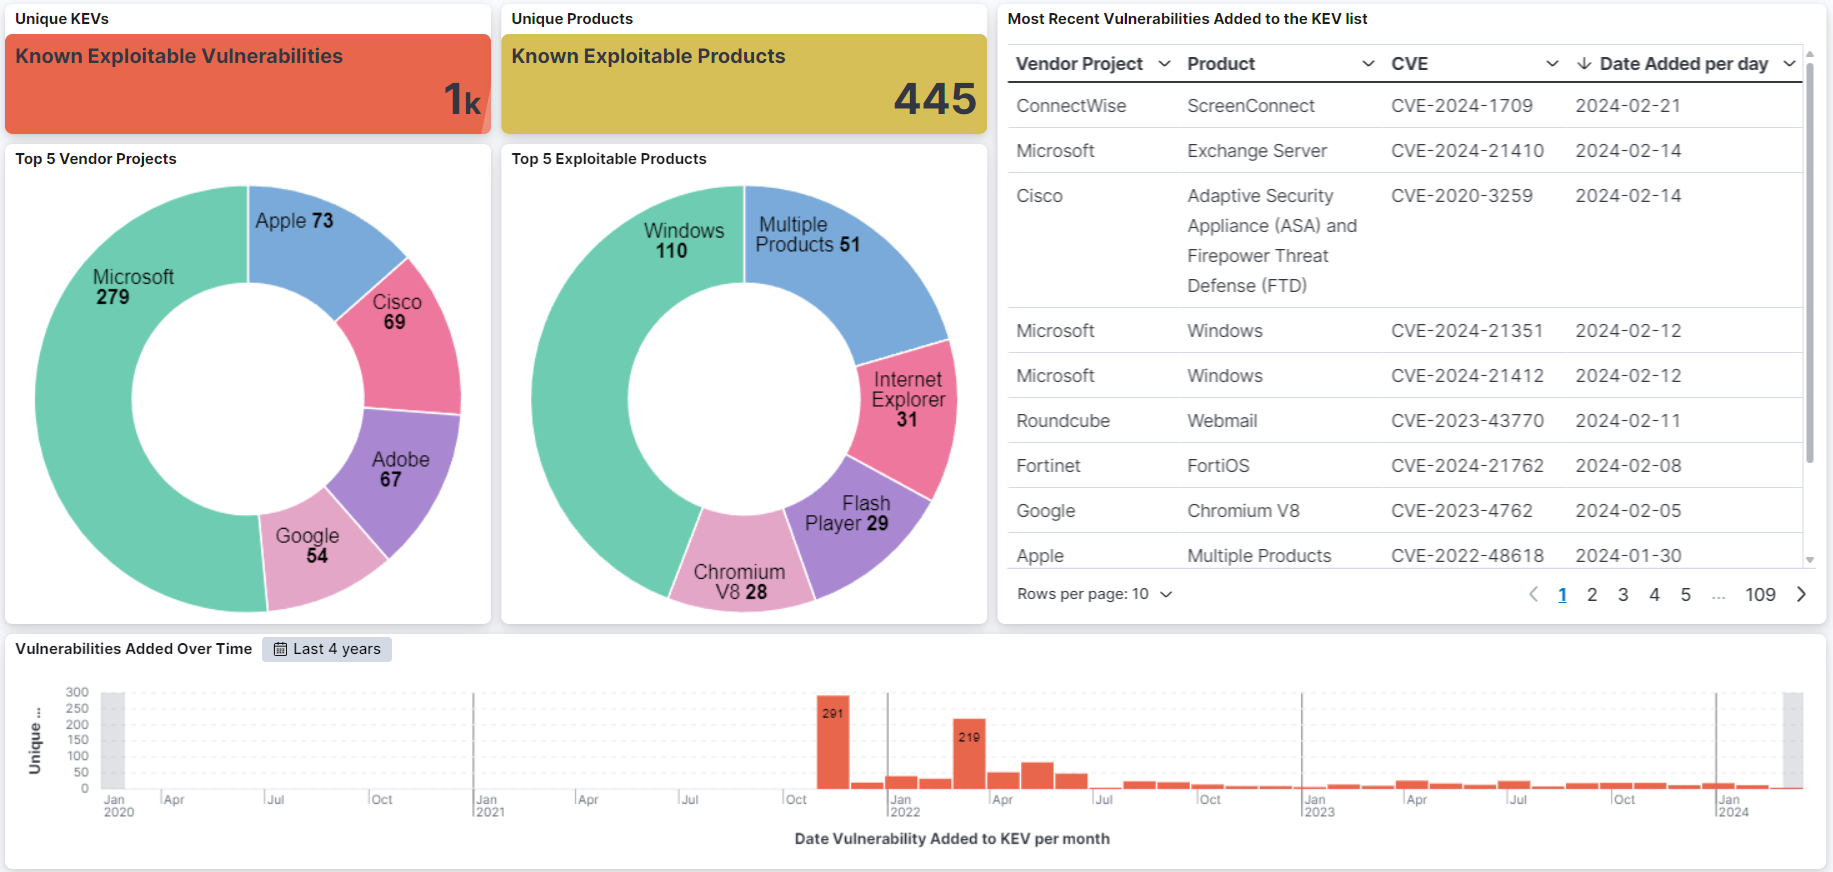 Unique KEVs
Known Exploitable Vulnerabilities
1k
Unique Products
Known Exploitable Products
445
Most Recent Vulnerabilities Added to the KEV list
Vendor Project Product CVE Date Added per day
ConnectWise ScreenConnect CVE-2024-1709 2024-02-21
Microsoft Exchange Server CVE-2024-21410 2024-02-14
Cisco Adaptive Security CVE-2020-3259 2024-02-14
Appliance (ASA) and
Firepower Threat
Defense (FTD)
Microsoft Windows CVE-2024-21351 2024-02-12
Microsoft Windows CVE-2024-21412 2024-02-12
Roundcube Webmail CVE-2023-43770 2024-02-11
Fortinet FortiOS CVE-2024-21762 2024-02-08
Google Chromium V8 CVE-2023-4762 2024-02-05
Apple Multiple Products CVE-2022-48618 2024-01-30
Rows per page: 10
1 2 3 4 5 ... 109
Top 5 Vendor Projects
Apple 73
Cisco
69
Adobe
67
Google
54
Microsoft
279
Top 5 Exploitable Products
Multiple
Products 51
Internet
Explorer
31
Flash
Player 29
Chromium
V8 28
Windows
110
Vulnerabilities Added Over Time Last 4 years
Unique ...
300
250
200
150
100
50
0
291
219
Jan Apr Jul Oct Jan Apr Jul Oct Jan Apr Jul Oct Jan Apr Jul Oct Jan
2020 2021 2022 2023 2024
Date Vulnerability Added to KEV per month